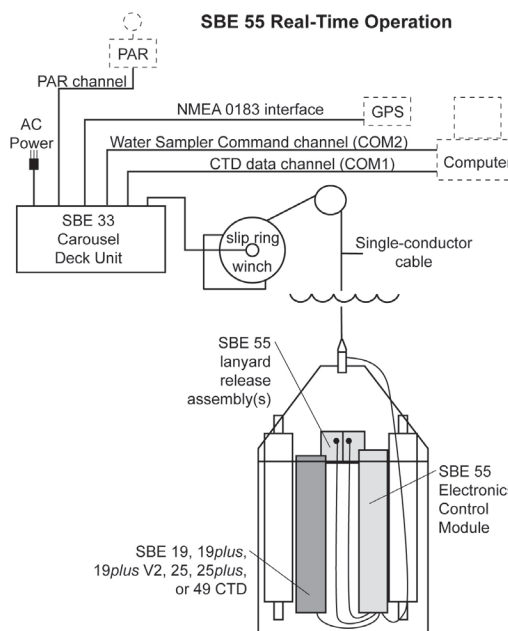 SBE 55 Real-Time Operation
PAR
PAR channel
NMEA 0183 interface
GPS
AC
Power
Water Sampler Command channel (COM2)
CTD data channel (COM1)
Computer
SBE 33
Carousel
Deck Unit
slip ring
winch
Single-conductor
cable
SBE 55
lanyard
release
assembly(s)
SBE 55
Electronics
Control
Module
SBE 19, 19plus,
19plus V2, 25, 25plus,
or 49 CTD